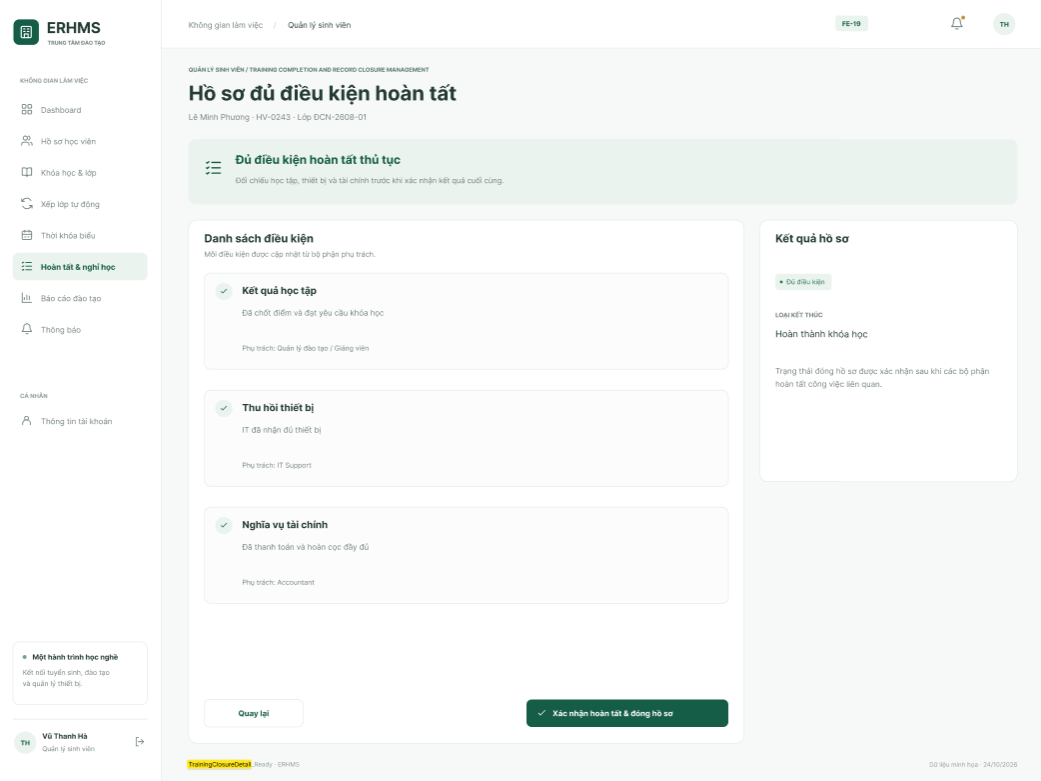 ERHMS
TRUNG TÂM ĐÀO TẠO
KHÔNG GIAN LÀM VIỆC
Dashboard
Hồ sơ học viên
Khóa học & lớp
Xếp lớp tự động
Thời khóa biểu
Hoàn tất & nghỉ học
Báo cáo đào tạo
Thông báo
CÁ NHÂN
Thông tin tài khoản
Một hành trình học nghề
Kết nối tuyển sinh, đào tạo
và quản lý thiết bị.
TH
Vũ Thanh Hà
Quản lý sinh viên
Không gian làm việc / Quản lý sinh viên
FE-19
TH
QUẢN LÝ SINH VIÊN / TRAINING COMPLETION AND RECORD CLOSURE MANAGEMENT
Hồ sơ đủ điều kiện hoàn tất
Lê Minh Phương · HV-0243 · Lớp ĐCN-2608-01
Đủ điều kiện hoàn tất thủ tục
Đối chiếu học tập, thiết bị và tài chính trước khi xác nhận kết quả cuối cùng.
Danh sách điều kiện
Mỗi điều kiện được cập nhật từ bộ phận phụ trách.
Kết quả học tập
Đã chốt điểm và đạt yêu cầu khóa học
Phụ trách: Quản lý đào tạo / Giảng viên
Thu hồi thiết bị
IT đã nhận đủ thiết bị
Phụ trách: IT Support
Nghĩa vụ tài chính
Đã thanh toán và hoàn cọc đầy đủ
Phụ trách: Accountant
Quay lại
Xác nhận hoàn tất & đóng hồ sơ
Kết quả hồ sơ
Đủ điều kiện
LOẠI KẾT THÚC
Hoàn thành khóa học
Trạng thái đóng hồ sơ được xác nhận sau khi các bộ phận
hoàn tất công việc liên quan.
TrainingClosureDetail_Ready · ERHMS
Dữ liệu minh họa · 24/10/2026